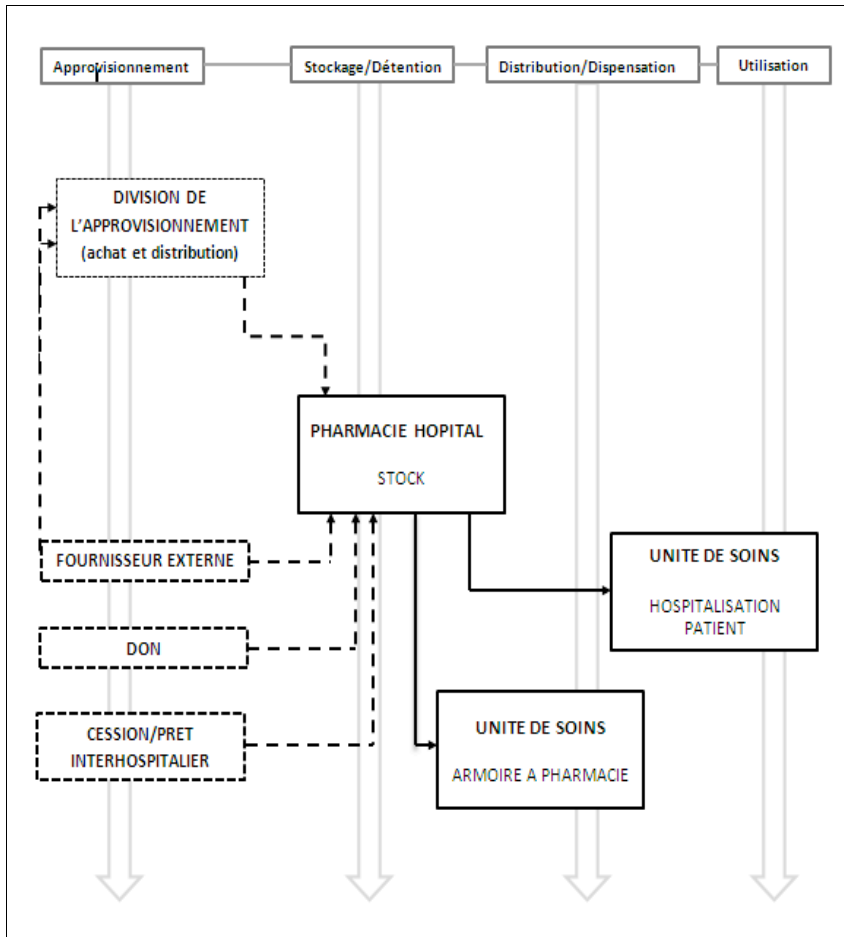 Approvisionnement
Stockage/Détention
Distribution/Dispensation
Utilisation
DIVISION DE
L’APPROVISIONNEMENT
(achat et distribution)
PHARMACIE HOPITAL
STOCK
FOURNISSEUR EXTERNE
UNITE DE SOINS
HOSPITALISATION
PATIENT
DON
CESSION/PRET
INTERHOSPITALIER
UNITE DE SOINS
ARMOIRE A PHARMACIE